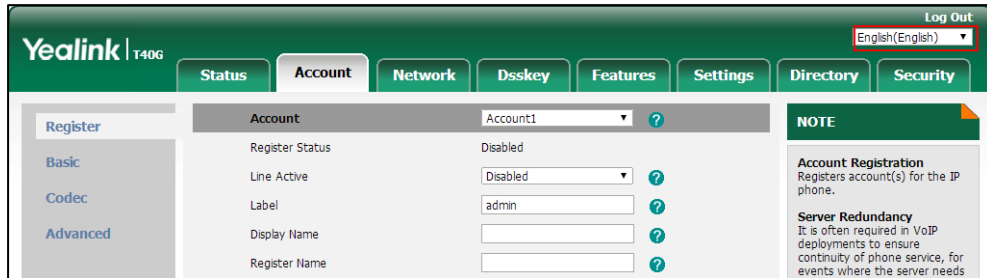 Log Out
English(English)
Yealink T40G
Status Account Network Dsskey Features Settings Directory Security
Register
Basic
Codec
Advanced
Account Account1 ?
Register Status Disabled
Line Active Disabled ?
Label admin ?
Display Name ?
Register Name ?
NOTE
Account Registration
Registers account(s) for the IP
phone.
Server Redundancy
It is often required in VoIP
deployments to ensure
continuity of phone service, for
events where the server needs